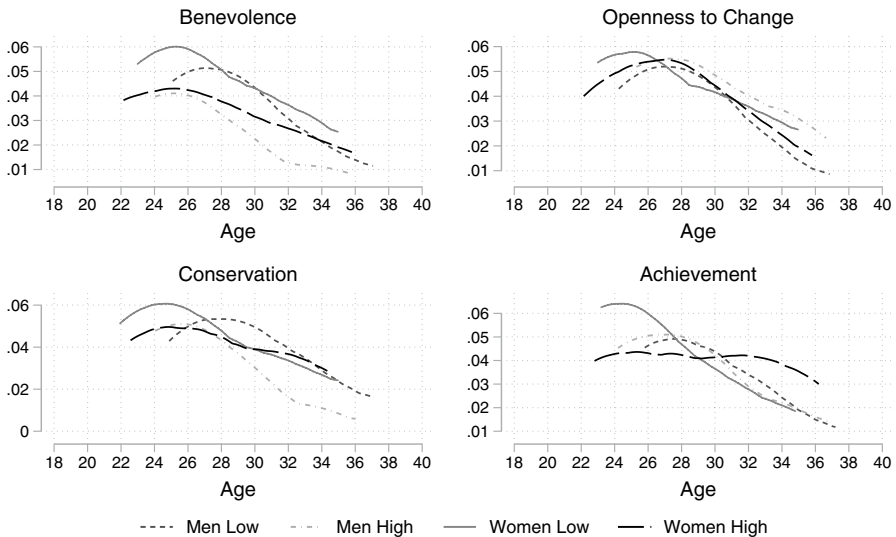 Benevolence
.06
.05
.04
.03
.02
.01
18 20 22 24 26 28 30 32 34 36 38 40
Age
Openness to Change
.06
.05
.04
.03
.02
.01
18 20 22 24 26 28 30 32 34 36 38 40
Age
Conservation
.06
.04
.02
0
18 20 22 24 26 28 30 32 34 36 38 40
Age
Achievement
.06
.05
.04
.03
.02
.01
18 20 22 24 26 28 30 32 34 36 38 40
Age
Men Low Men High Women Low Women High